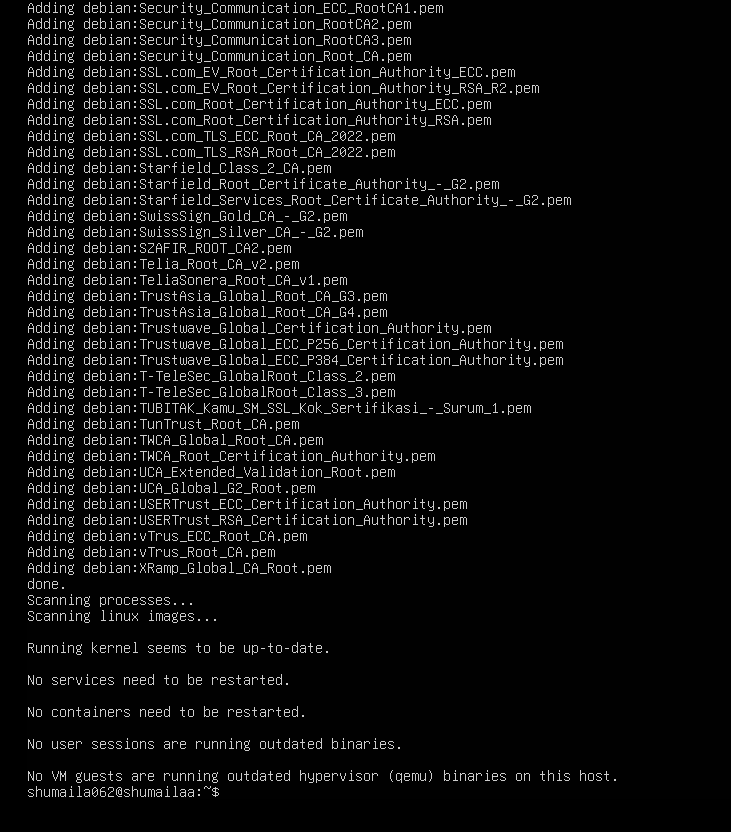 Adding debian:Security_Communication_ECC_RootCA1.pem
Adding debian:Security_Communication_RootCA2.pem
Adding debian:Security_Communication_RootCA3.pem
Adding debian:Security_Communication_Root_CA.pem
Adding debian:SSL.com_EV_Root_Certification_Authority_ECC.pem
Adding debian:SSL.com_EV_Root_Certification_Authority_RSA_R2.pem
Adding debian:SSL.com_Root_Certification_Authority_ECC.pem
Adding debian:SSL.com_Root_Certification_Authority_RSA.pem
Adding debian:SSL.com_TLS_ECC_Root_CA_2022.pem
Adding debian:SSL.com_TLS_RSA_Root_CA_2022.pem
Adding debian:Starfield_Class_2_CA.pem
Adding debian:Starfield_Root_Certificate_Authority_-_G2.pem
Adding debian:Starfield_Services_Root_Certificate_Authority_-_G2.pem
Adding debian:SwissSign_Gold_CA_-_G2.pem
Adding debian:SwissSign_Silver_CA_-_G2.pem
Adding debian:SZAFIR_ROOT_CA2.pem
Adding debian:Telia_Root_CA_v2.pem
Adding debian:TeliaSonera_Root_CA_v1.pem
Adding debian:TrustAsia_Global_Root_CA_G3.pem
Adding debian:TrustAsia_Global_Root_CA_G4.pem
Adding debian:Trustwave_Global_Certification_Authority.pem
Adding debian:Trustwave_Global_ECC_P256_Certification_Authority.pem
Adding debian:Trustwave_Global_ECC_P384_Certification_Authority.pem
Adding debian:T-TeleSec_GlobalRoot_Class_2.pem
Adding debian:T-TeleSec_GlobalRoot_Class_3.pem
Adding debian:TUBITAK_Kamu_SM_SSL_Kok_Sertifikasi_-_Surum_1.pem
Adding debian:TunTrust_Root_CA.pem
Adding debian:TWCA_Global_Root_CA.pem
Adding debian:TWCA_Root_Certification_Authority.pem
Adding debian:UCA_Extended_Validation_Root.pem
Adding debian:UCA_Global_G2_Root.pem
Adding debian:USERTrust_ECC_Certification_Authority.pem
Adding debian:USERTrust_RSA_Certification_Authority.pem
Adding debian:vTrus_ECC_Root_CA.pem
Adding debian:vTrus_Root_CA.pem
Adding debian:XRamp_Global_CA_Root.pem
done.
Scanning processes...
Scanning linux images...
Running kernel seems to be up-to-date.
No services need to be restarted.
No containers need to be restarted.
No user sessions are running outdated binaries.
No VM guests are running outdated hypervisor (qemu) binaries on this host.
shumaila062@shumailaa:~$